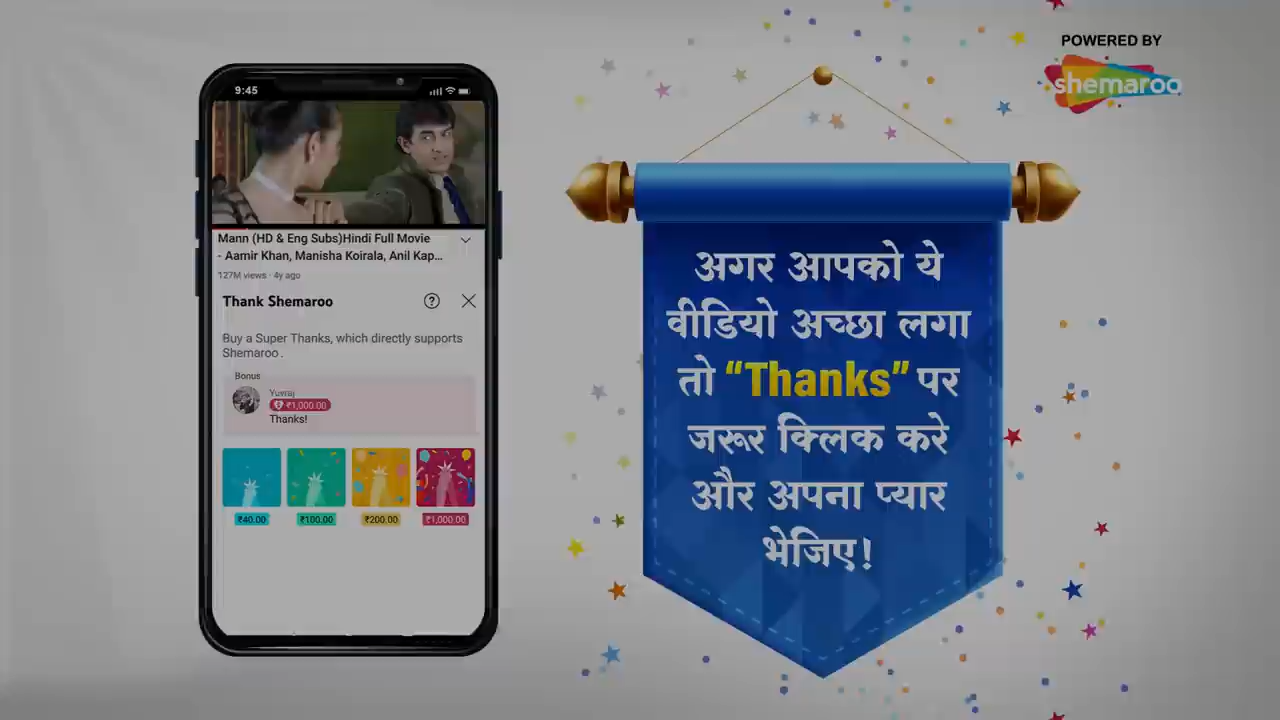 POWERED BY
shemaroo
9:45
Mann (HD & Eng Subs)Hindi Full Movie
- Aamir Khan, Manisha Koirala, Anil Kap...
127M views · 4y ago
Thank Shemaroo
Buy a Super Thanks, which directly supports
Shemaroo.
Bonus
Yuvraj
₹1,000.00
Thanks!
₹40.00 ₹100.00 ₹200.00 ₹1,000.00
अगर आपको ये
वीडियो अच्छा लगा
तो “Thanks” पर
जरूर क्लिक करे
और अपना प्यार
भेजिए!